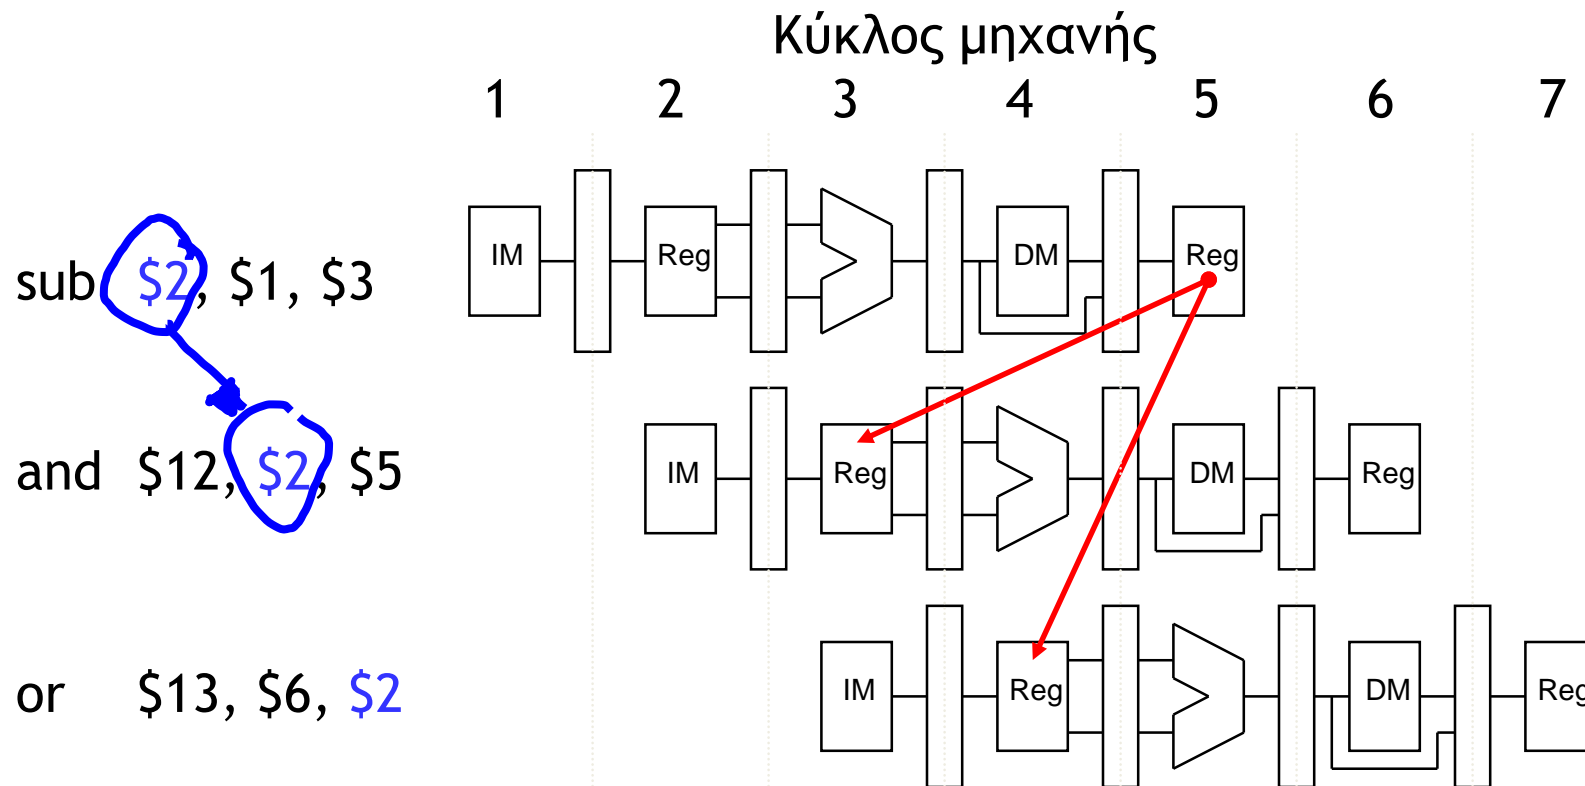 Κύκλος μηχανής
1 2 3 4 5 6 7
sub $2, $1, $3 IM Reg DM Reg
and $12, $2, $5 IM Reg DM Reg
or $13, $6, $2 IM Reg DM Reg